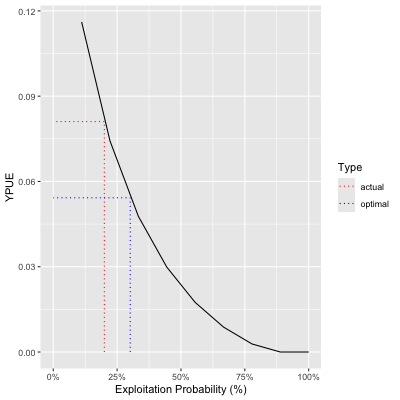 0.12
0.09
0.06
0.03
0.00
YPUE
0%
25%
50%
75%
100%
Exploitation Probability (%)
Type
actual
optimal